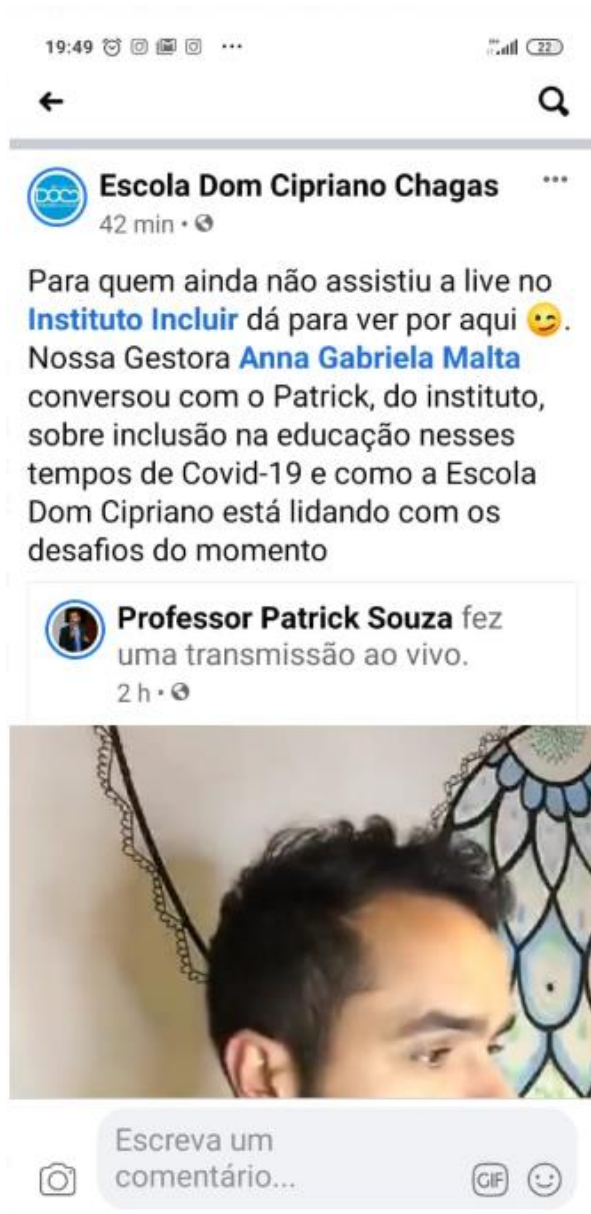 19:49 ...
22
Escola Dom Cipriano Chagas
42 min •
Para quem ainda não assistiu a live no
Instituto Incluir dá para ver por aqui 😉.
Nossa Gestora Anna Gabriela Malta
conversou com o Patrick, do instituto,
sobre inclusão na educação nesses
tempos de Covid-19 e como a Escola
Dom Cipriano está lidando com os
desafios do momento
Professor Patrick Souza fez
uma transmissão ao vivo.
2 h •
Escreva um
comentário...
GIF